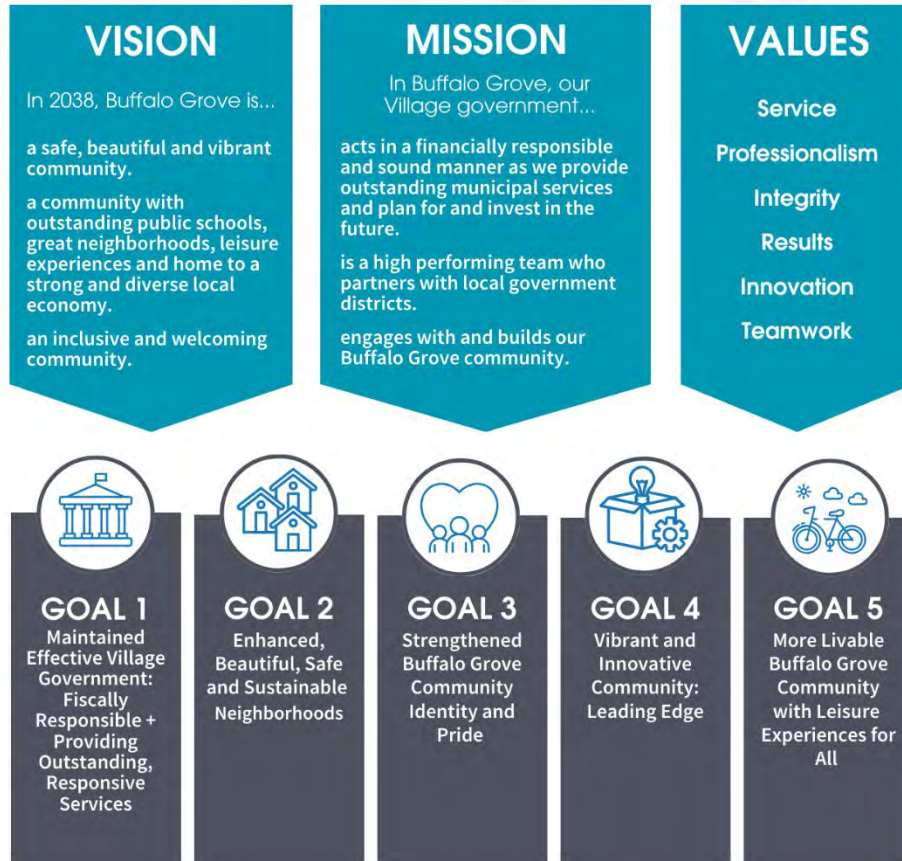 VISION
In 2038, Buffalo Grove is...
a safe, beautiful and vibrant
community.
a community with
outstanding public schools,
great neighborhoods, leisure
experiences and home to a
strong and diverse local
economy.
an inclusive and welcoming
community.
MISSION
In Buffalo Grove, our
Village government...
acts in a financially responsible
and sound manner as we provide
outstanding municipal services
and plan for and invest in the
future.
is a high performing team who
partners with local government
districts.
engages with and builds our
Buffalo Grove community.
VALUES
Service
Professionalism
Integrity
Results
Innovation
Teamwork
GOAL 1
Maintained
Effective Village
Government:
Fiscally
Responsible +
Providing
Outstanding,
Responsive
Services
GOAL 2
Enhanced,
Beautiful, Safe
and Sustainable
Neighborhoods
GOAL 3
Strengthened
Buffalo Grove
Community
Identity and
Pride
GOAL 4
Vibrant and
Innovative
Community:
Leading Edge
GOAL 5
More Livable
Buffalo Grove
Community
with Leisure
Experiences for
All